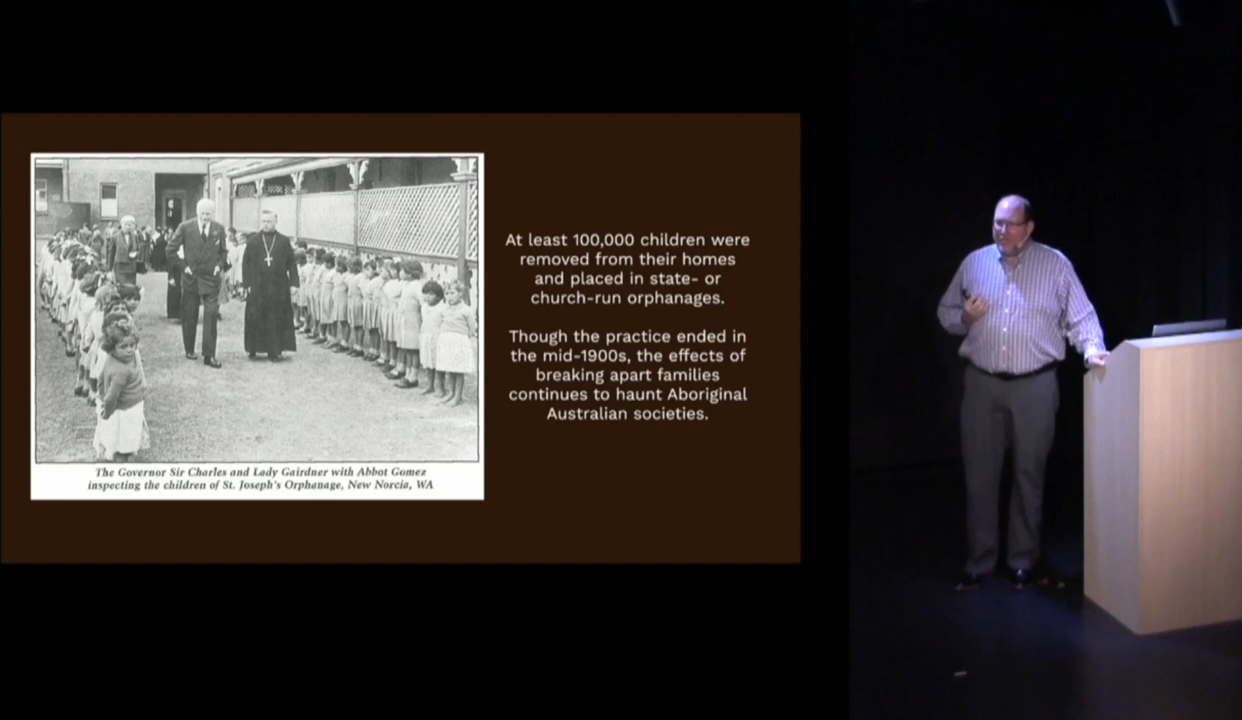 The Governor Sir Charles and Lady Gairdner with Abbot Gomez
inspecting the children of St. Joseph's Orphanage, New Norcia, WA
At least 100,000 children were
removed from their homes
and placed in state- or
church-run orphanages.
Though the practice ended in
the mid-1900s, the effects of
breaking apart families
continues to haunt Aboriginal
Australian societies.